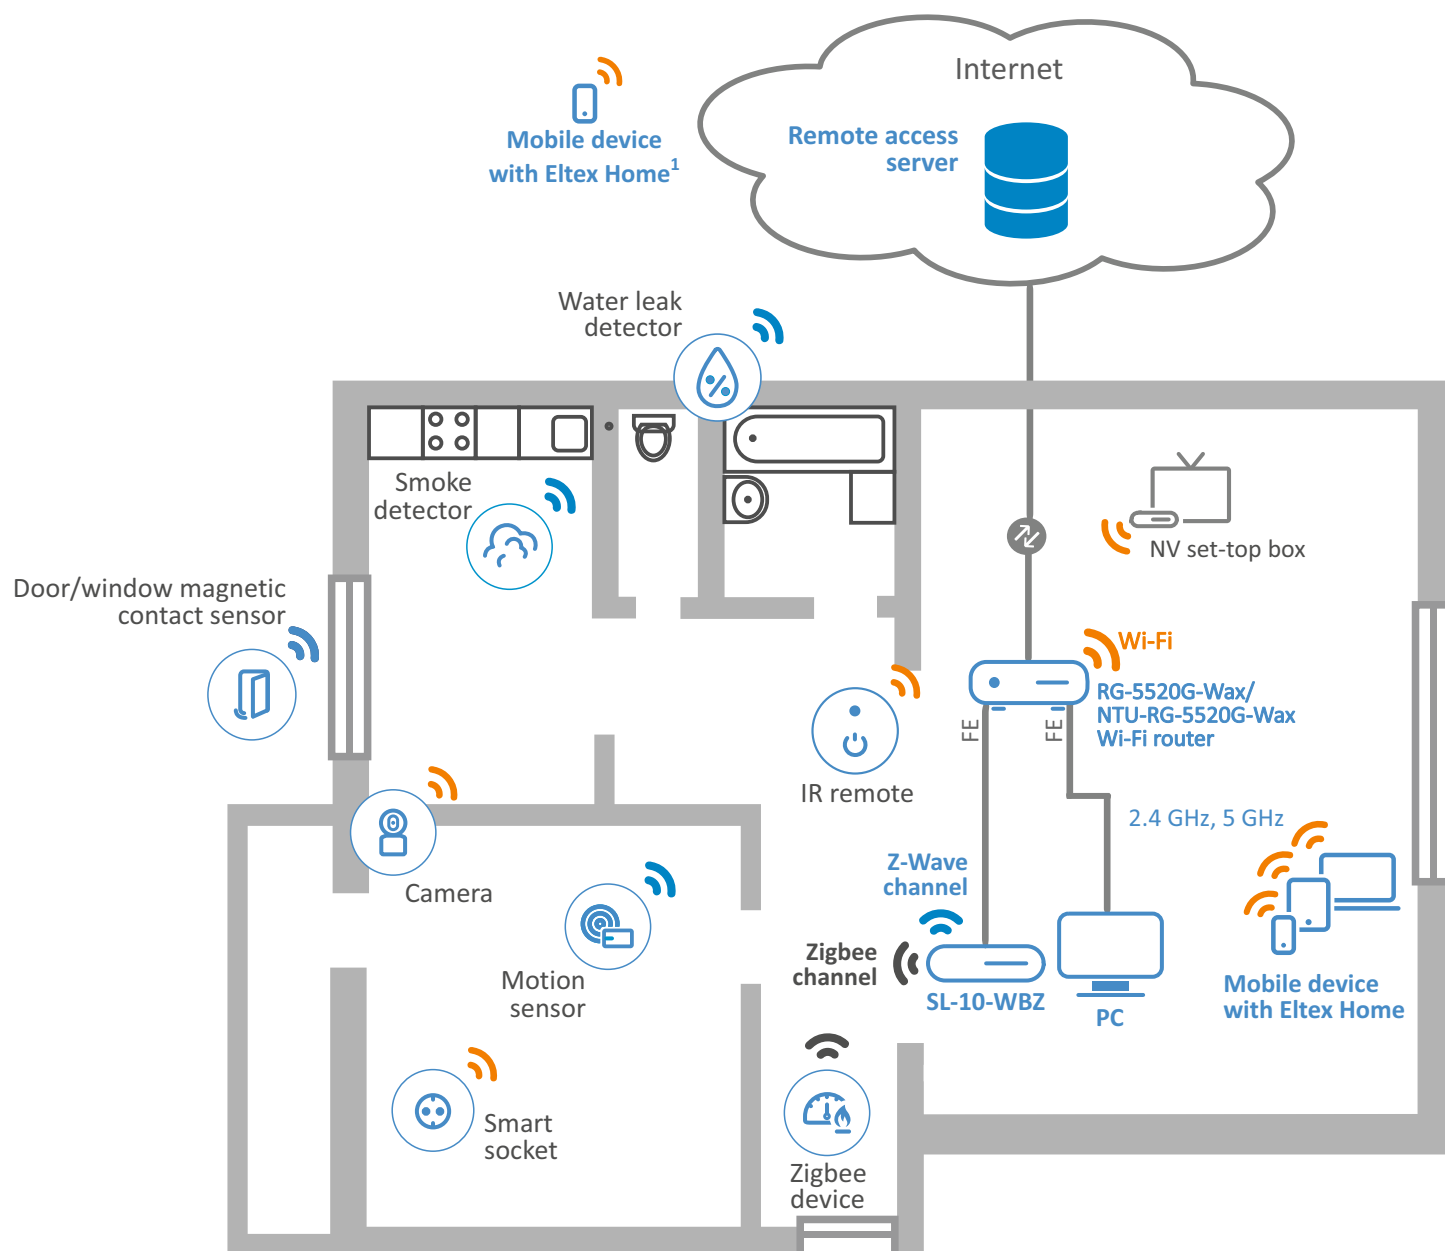 Internet
Remote access
server
Mobile device
with Eltex Home¹
Water leak
detector
Smoke
detector
NV set-top box
Door/window magnetic
contact sensor
Wi-Fi
RG-5520G-Wax/
NTU-RG-5520G-Wax
Wi-Fi router
FE
FE
IR remote
2.4 GHz, 5 GHz
Z-Wave
channel
Camera
Zigbee
channel
Motion
sensor
SL-10-WBZ
PC
Mobile device
with Eltex Home
Smart
socket
Zigbee
device